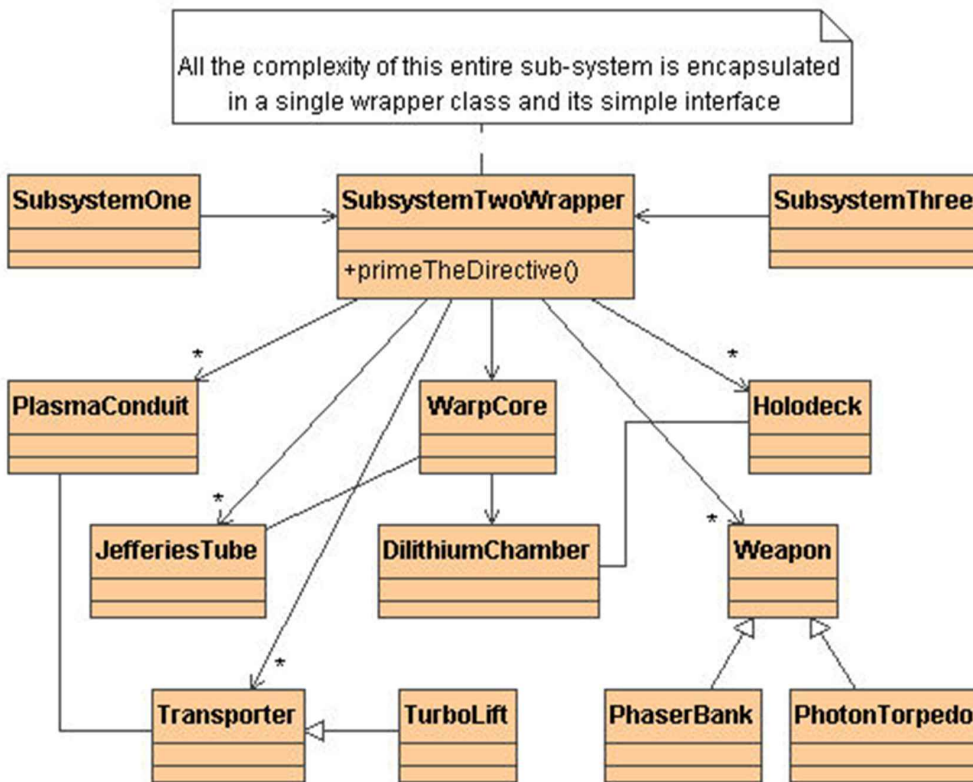 All the complexity of this entire sub-system is encapsulated
in a single wrapper class and its simple interface
SubsystemOne
SubsystemTwoWrapper
SubsystemThree
+primeTheDirective()
*
*
PlasmaConduit
WarpCore
Holodeck
*
*
JefferiesTube
DilithiumChamber
Weapon
*
Transporter
TurboLift
PhaserBank
PhotonTorpedo